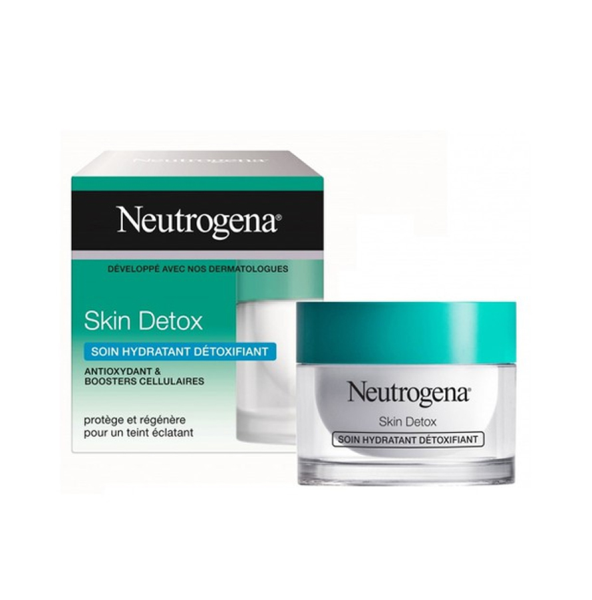 Neutrogena
Neutrogena®
DÉVELOPPÉ AVEC NOS DERMATOLOGUES
Skin Detox
SOIN HYDRATANT DÉTOXIFIANT
ANTIOXYDANT &
BOOSTERS CELLULAIRES
protège et régénère
pour un teint éclatant
Neutrogena®
Skin Detox
SOIN HYDRATANT DÉTOXIFIANT